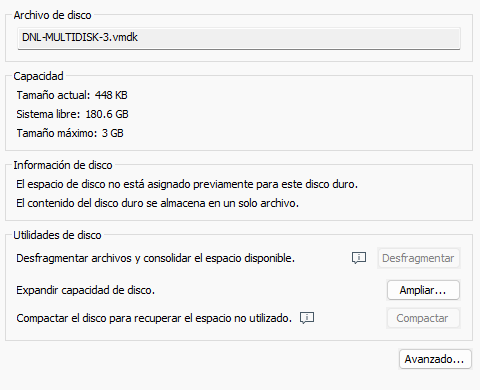 Archivo de disco
DNL-MULTIDISK-3.vmdk
Capacidad
Tamaño actual: 448 KB
Sistema libre: 180.6 GB
Tamaño máximo: 3 GB
Información de disco
El espacio de disco no está asignado previamente para este disco duro.
El contenido del disco duro se almacena en un solo archivo.
Utilidades de disco
Desfragmentar archivos y consolidar el espacio disponible.
Desfragmentar
Expandir capacidad de disco.
Ampliar...
Compactar el disco para recuperar el espacio no utilizado.
Compactar
Avanzado...